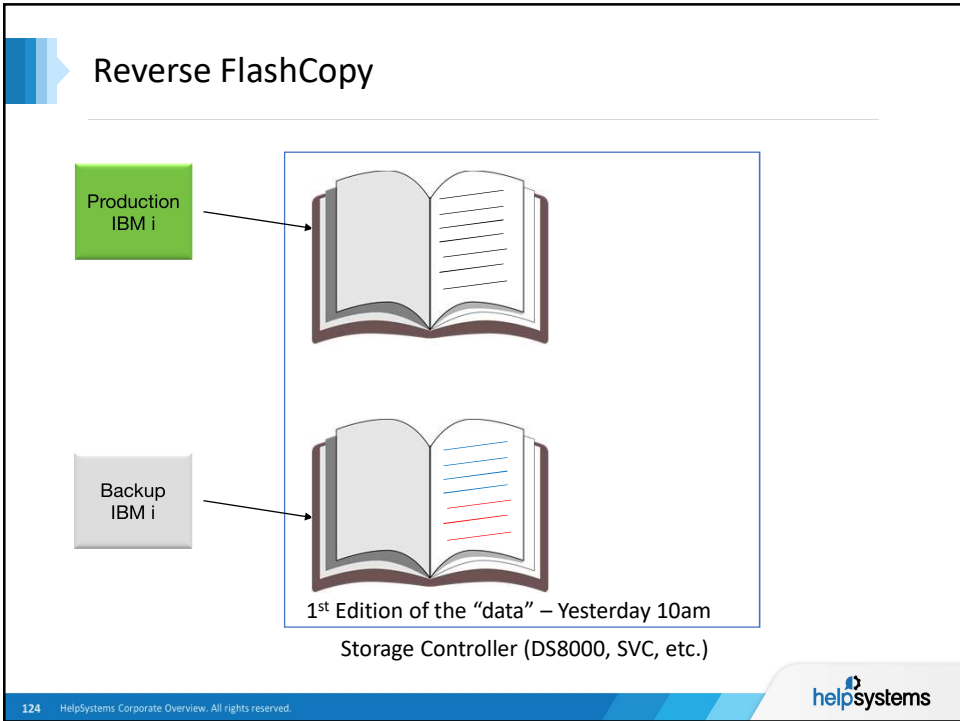 Reverse FlashCopy
Production
IBM i
Backup
IBM i
1st Edition of the “data” – Yesterday 10am
Storage Controller (DS8000, SVC, etc.)
124 HelpSystems Corporate Overview. All rights reserved.
helpsystems